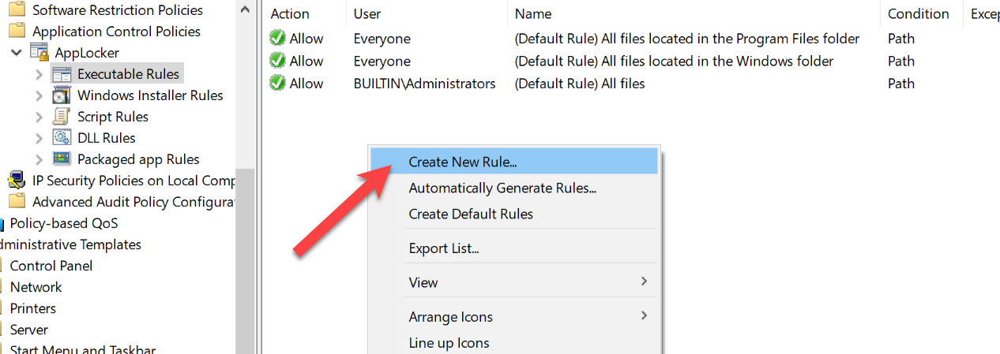 Software Restriction Policies
Application Control Policies
AppLocker
Executable Rules
Windows Installer Rules
Script Rules
DLL Rules
Packaged app Rules
IP Security Policies on Local Comp
Advanced Audit Policy Configura
Policy-based QoS
dministrative Templates
Control Panel
Network
Printers
Server
Start Menu and Taskbar
Action User Name Condition Excep
Allow Everyone (Default Rule) All files located in the Program Files folder Path
Allow Everyone (Default Rule) All files located in the Windows folder Path
Allow BUILTIN\Administrators (Default Rule) All files Path
Create New Rule...
Automatically Generate Rules...
Create Default Rules
Export List...
View
Arrange Icons
Line up Icons